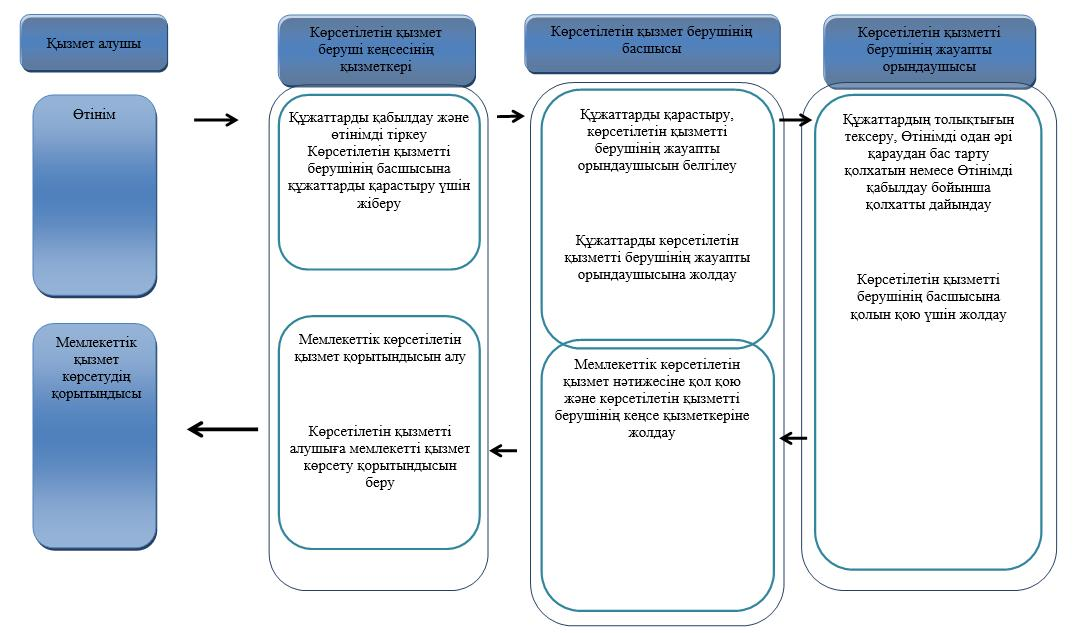 Қызмет алушы
Көрсетілетін қызмет
беруші кеңсесінің
қызметкері
Көрсетілетін қызмет берушінің
басшысы
Көрсетілетін қызметті
берушінің жауапты
орындаушысы
Өтінім
Құжаттарды қабылдау және
өтінімді тіркеу
Көрсетілетін қызметті
берушінің басшысына
құжаттарды қарастыру үшін
жіберу
Құжаттарды қарастыру,
көрсетілетін қызметті
берушінің жауапты
орындаушысын белгілеу
Құжаттарды көрсетілетін
қызметті берушінің жауапты
орындаушысына жолдау
Құжаттардың толықтығын
тексеру, Өтінімді одан әрі
қараудан бас тарту
қолхатын немесе Өтінімді
қабылдау бойынша
қолхатты дайындау
Көрсетілетін қызметті
берушінің басшысына
қолын қою үшін жолдау
Мемлекеттік
қызмет
көрсетудің
қорытындысы
Мемлекеттік көрсетілетін
қызмет қорытындысын алу
Көрсетілетін қызметті
алушыға мемлекетті қызмет
көрсету қорытындысын
беру
Мемлекеттік көрсетілетін
қызмет нәтижесіне қол қою
және көрсетілетін қызметті
берушінің кеңсе қызметкеріне
жолдау